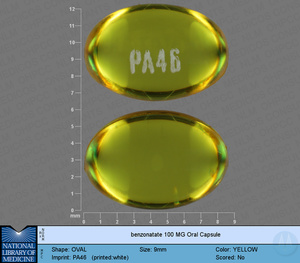 12
11
10
9
8
7
6
5
4
3
2
1
mm
PA46
0 1 2 3 4 5 6 7 8 9
benzonatate 100 MG Oral Capsule
NATIONAL
LIBRARY OF
MEDICINE
Shape: OVAL Size: 9mm Color: YELLOW
Imprint: PA46 (printed:white) Scored: No